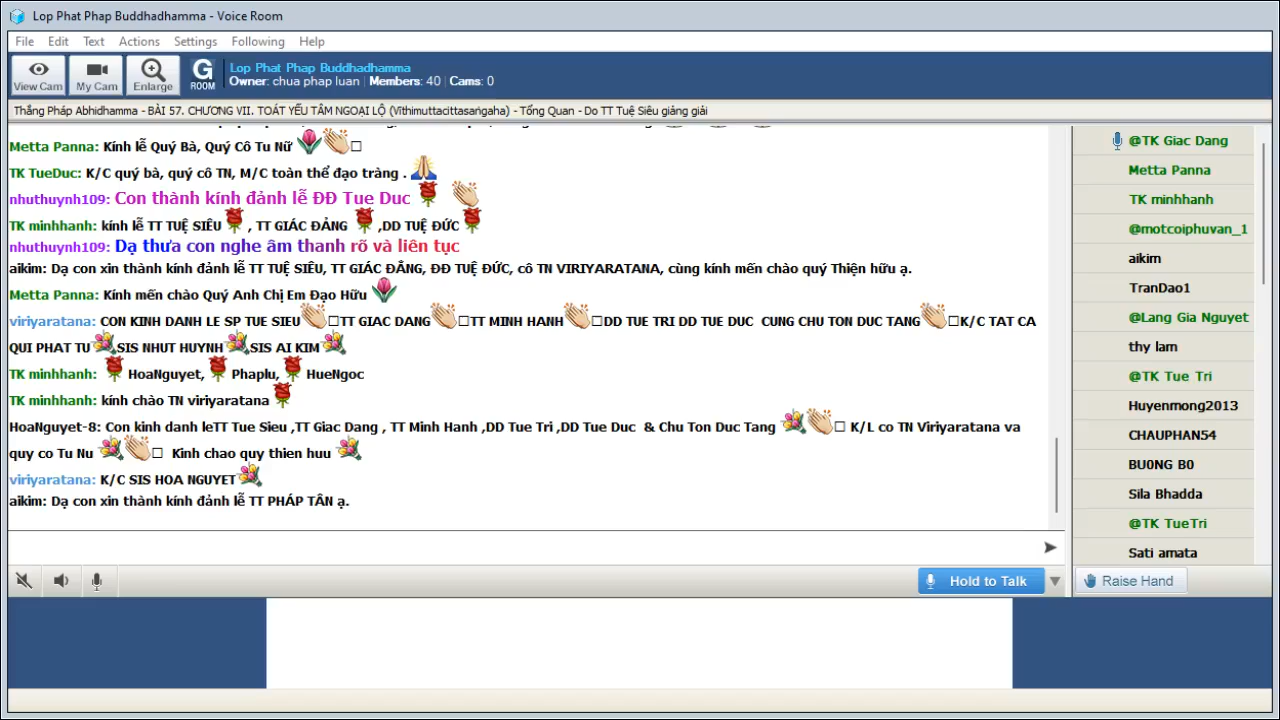 Lop Phat Phap Buddhadhamma - Voice Room
File Edit Text Actions Settings Following Help
View Cam My Cam Enlarge G ROOM
Lop Phat Phap Buddhadhamma
Owner: chua phap luan Members: 40 Cams: 0
Thắng Pháp Abhidhamma - BÀI 57. CHƯƠNG VII. TOÁT YẾU TÂM NGOẠI LỘ (Vīthimuttacittasaṅgaha) - Tổng Quan - Do TT Tuệ Siêu giảng giải
Metta Panna: Kính lễ Quý Bà, Quý Cô Tu Nữ
TK TueDuc: K/C quý bà, quý cô TN, M/C toàn thể đạo tràng .
nhuthuynh109: Con thành kính đảnh lễ ĐĐ Tue Duc
TK minhhanh: kính lễ TT TUỆ SIÊU , TT GIÁC ĐẲNG ,DD TUỆ ĐỨC
nhuthuynh109: Dạ thưa con nghe âm thanh rõ và liên tục
aikim: Dạ con xin thành kính đảnh lễ TT TUỆ SIÊU, TT GIÁC ĐẲNG, ĐĐ TUỆ ĐỨC, cô TN VIRIYARATANA, cùng kính mến chào quý Thiện hữu ạ.
Metta Panna: Kính mến chào Quý Anh Chị Em Đạo Hữu
viriyaratana: CON KINH DANH LE SP TUE SIEU TT GIAC DANG TT MINH HANH DD TUE TRI DD TUE DUC CUNG CHU TON DUC TANG K/C TAT CA
QUI PHAT TU SIS NHUT HUYNH SIS AI KIM
TK minhhanh: HoaNguyet, Phaplu, HueNgoc
TK minhhanh: kính chào TN viriyaratana
HoaNguyet-8: Con kinh danh leTT Tue Sieu ,TT Giac Dang , TT Minh Hanh ,DD Tue Tri ,DD Tue Duc & Chu Ton Duc Tang K/L co TN Viriyaratana va
quy co Tu Nu Kinh chao quy thien huu
viriyaratana: K/C SIS HOA NGUYET
aikim: Dạ con xin thành kính đảnh lễ TT PHÁP TÂN ạ.
@TK Giac Dang
Metta Panna
TK minhhanh
@motcoiphuvan_1
aikim
TranDao1
@Lang Gia Nguyet
thy lam
@TK Tue Tri
Huyenmong2013
CHAUPHAN54
BU0NG B0
Sila Bhadda
@TK TueTri
Sati amata
Hold to Talk
Raise Hand